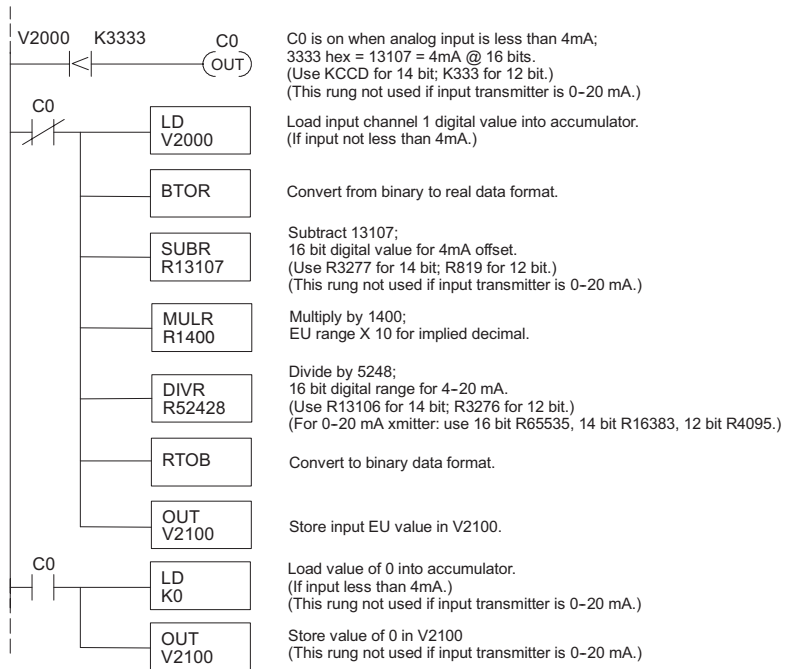 V2000 K3333 C0
<
OUT
C0 is on when analog input is less than 4mA;
3333 hex = 13107 = 4mA @ 16 bits.
(Use KCCD for 14 bit; K333 for 12 bit.)
(This rung not used if input transmitter is 0-20 mA.)
C0
LD
V2000
Load input channel 1 digital value into accumulator.
(If input not less than 4mA.)
BTOR
Convert from binary to real data format.
SUBR
R13107
Subtract 13107;
16 bit digital value for 4mA offset.
(Use R3277 for 14 bit; R819 for 12 bit.)
(This rung not used if input transmitter is 0-20 mA.)
MULR
R1400
Multiply by 1400;
EU range X 10 for implied decimal.
DIVR
R52428
Divide by 5248;
16 bit digital range for 4-20 mA.
(Use R13106 for 14 bit; R3276 for 12 bit.)
(For 0-20 mA xmitter: use 16 bit R65535, 14 bit R16383, 12 bit R4095.)
RTOB
Convert to binary data format.
OUT
V2100
Store input EU value in V2100.
C0
LD
K0
Load value of 0 into accumulator.
(If input less than 4mA.)
(This rung not used if input transmitter is 0-20 mA.)
OUT
V2100
Store value of 0 in V2100
(This rung not used if input transmitter is 0-20 mA.)